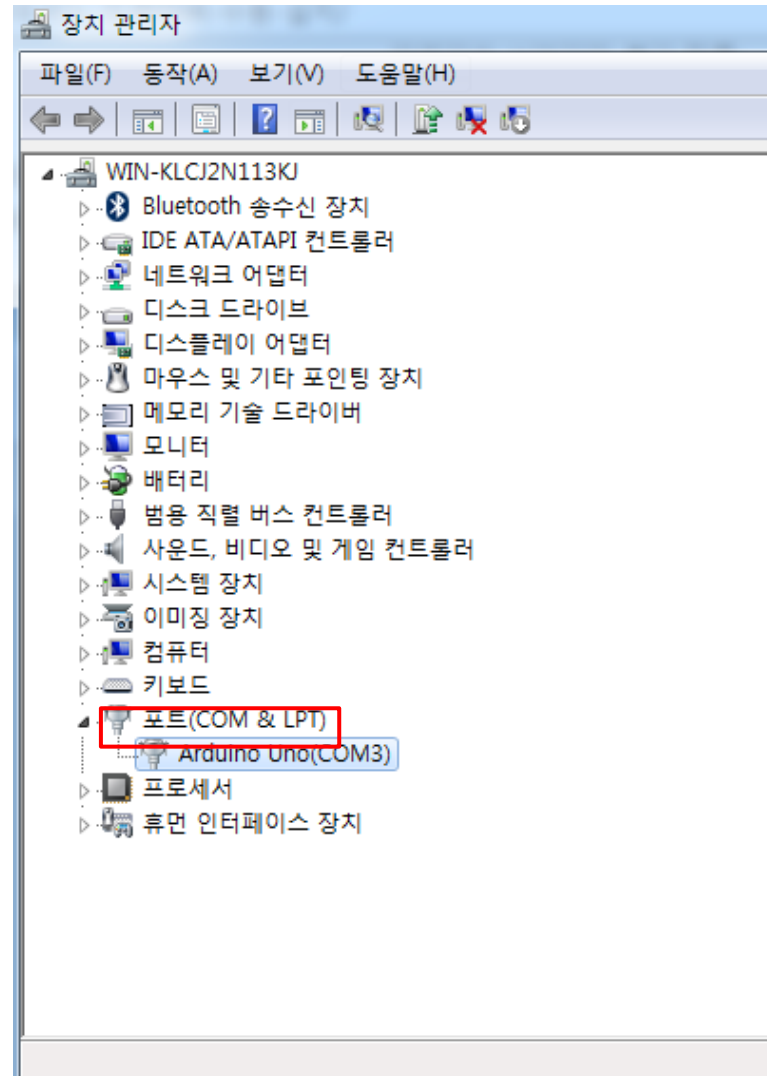 장치 관리자
파일(F) 동작(A) 보기(V) 도움말(H)
WIN-KLCJ2N113KJ
Bluetooth 송수신 장치
IDE ATA/ATAPI 컨트롤러
네트워크 어댑터
디스크 드라이브
디스플레이 어댑터
마우스 및 기타 포인팅 장치
메모리 기술 드라이버
모니터
배터리
범용 직렬 버스 컨트롤러
사운드, 비디오 및 게임 컨트롤러
시스템 장치
이미징 장치
컴퓨터
키보드
포트(COM & LPT)
Arduino Uno(COM3)
프로세서
휴먼 인터페이스 장치